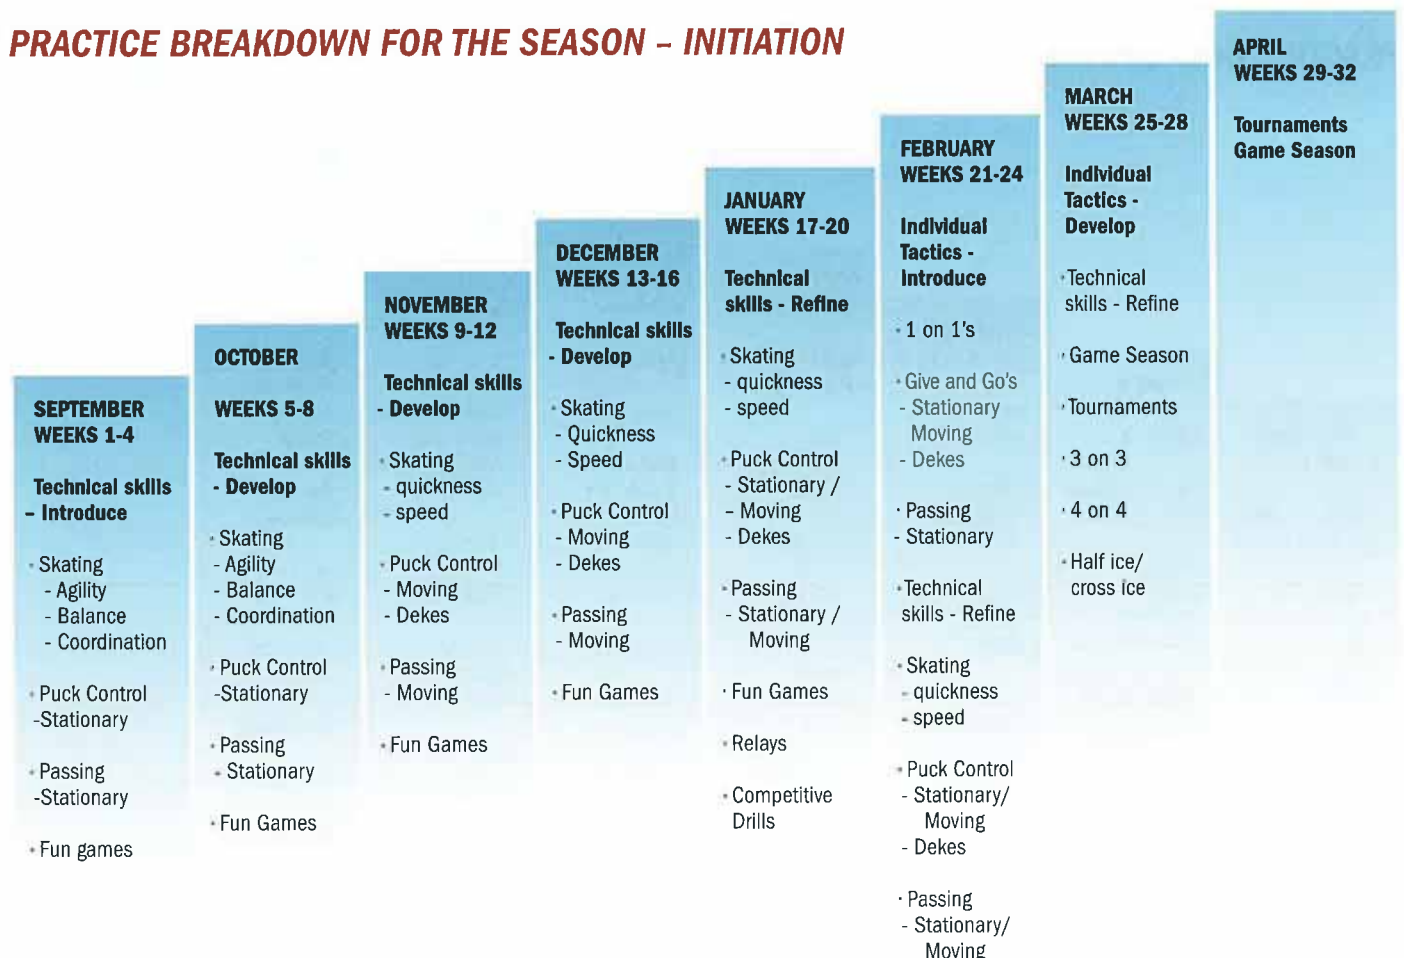 PRACTICE BREAKDOWN FOR THE SEASON – INITIATION
SEPTEMBER
WEEKS 1-4
Technical skills
– Introduce
· Skating
- Agility
- Balance
- Coordination
· Puck Control
-Stationary
· Passing
-Stationary
· Fun games
OCTOBER
WEEKS 5-8
Technical skills
- Develop
· Skating
- Agility
- Balance
- Coordination
· Puck Control
-Stationary
· Passing
- Stationary
· Fun Games
NOVEMBER
WEEKS 9-12
Technical skills
- Develop
· Skating
- quickness
- speed
· Puck Control
- Moving
- Dekes
· Passing
- Moving
· Fun Games
DECEMBER
WEEKS 13-16
Technical skills
- Develop
· Skating
- Quickness
- Speed
· Puck Control
- Moving
- Dekes
· Passing
- Moving
· Fun Games
JANUARY
WEEKS 17-20
Technical
skills - Refine
· Skating
- quickness
- speed
· Puck Control
- Stationary /
– Moving
- Dekes
· Passing
- Stationary /
Moving
· Fun Games
· Relays
· Competitive
Drills
FEBRUARY
WEEKS 21-24
Individual
Tactics -
Introduce
· 1 on 1's
· Give and Go's
- Stationary
Moving
- Dekes
· Passing
- Stationary
· Technical
skills - Refine
· Skating
- quickness
- speed
· Puck Control
- Stationary/
Moving
- Dekes
· Passing
- Stationary/
Moving
MARCH
WEEKS 25-28
Individual
Tactics -
Develop
· Technical
skills - Refine
· Game Season
· Tournaments
· 3 on 3
· 4 on 4
· Half ice/
cross ice
APRIL
WEEKS 29-32
Tournaments
Game Season